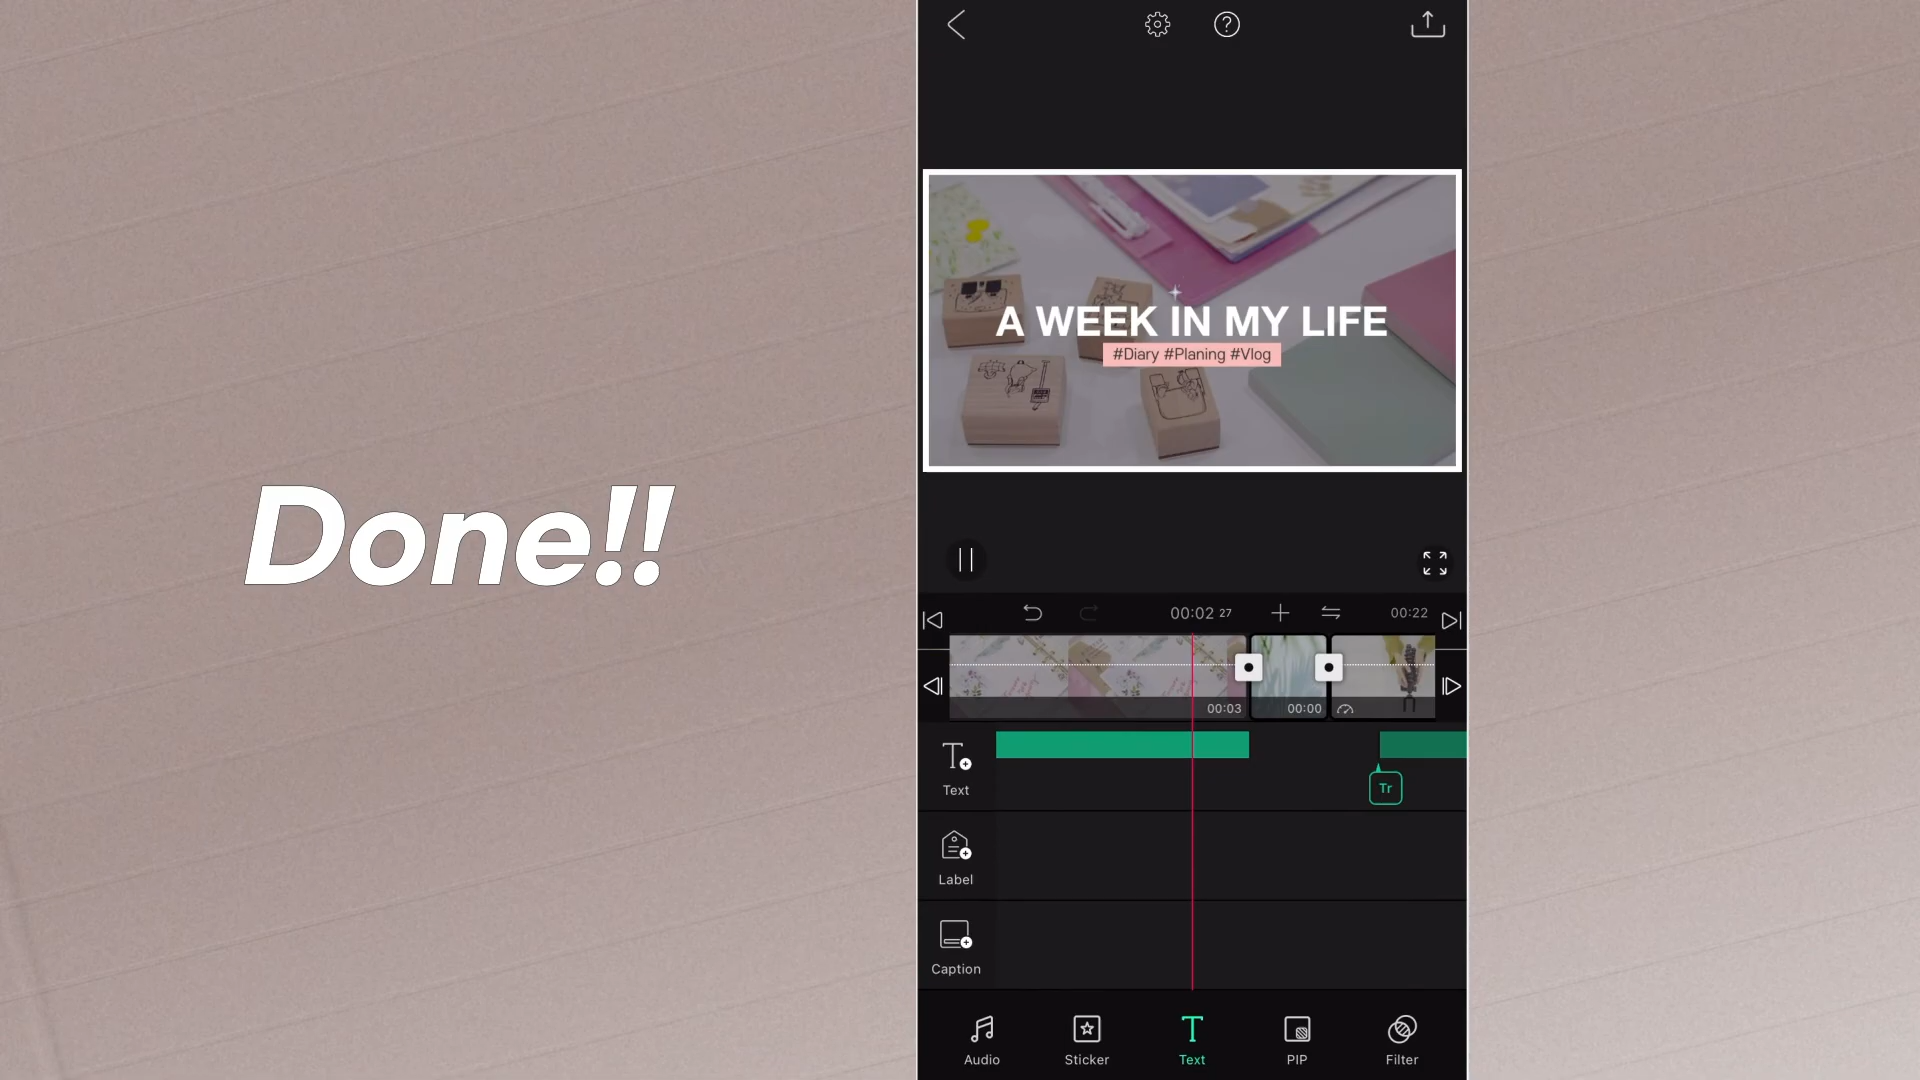 Done!!
A WEEK IN MY LIFE
#Diary #Planing #Vlog
00:02 27
00:22
00:03
00:00
Text
Tr
Label
Caption
Audio
Sticker
Text
PIP
Filter